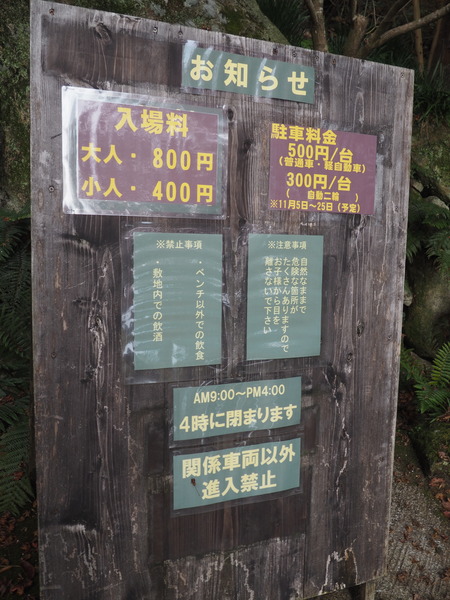 お知らせ
入場料
大人・ 800円
小人・ 400円
駐車料金
500円/台
(普通車・軽自動車)
300円/台
( 自動二輪 )
※11月5日～25日(予定)
※禁止事項
・ベンチ以外での飲食
・敷地内での飲酒
※注意事項
自然なままで
危険な箇所が
たくさんありますので
お子様から目を
離さないで下さい
AM9:00～PM4:00
4時に閉まります
関係車両以外
進入禁止